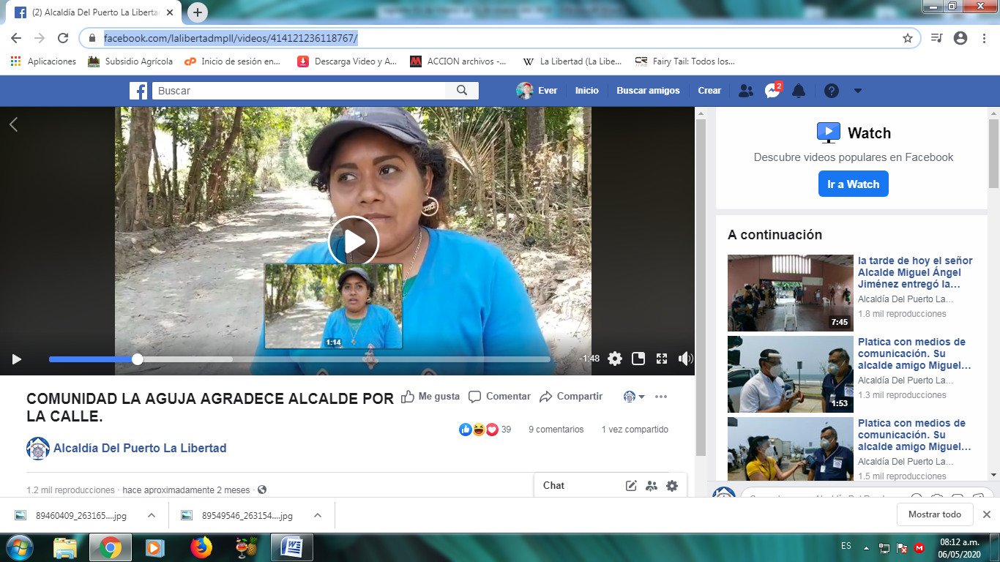 (2) Alcaldía Del Puerto La Liberta
facebook.com/lalibertadmpll/videos/414121236118767/
Aplicaciones
Subsidio Agrícola
Inicio de sesión en...
Descarga Video y A...
ACCION archivos -...
La Libertad (La Libe...
Fairy Tail: Todos los...
Buscar
Ever
Inicio
Buscar amigos
Crear
2
1:14
-1:48
COMUNIDAD LA AGUJA AGRADECE ALCALDE POR
LA CALLE.
Alcaldía Del Puerto La Libertad
Me gusta
Comentar
Compartir
39
9 comentarios
1 vez compartido
1.2 mil reproducciones · hace aproximadamente 2 meses ·
Watch
Descubre videos populares en Facebook
Ir a Watch
A continuación
7:45
la tarde de hoy el señor
Alcalde Miguel Ángel
Jiménez entregó la...
Alcaldía Del Puerto La...
1.8 mil reproducciones
1:53
Platica con medios de
comunicación. Su
alcalde amigo Miguel...
Alcaldía Del Puerto La...
1.3 mil reproducciones
Platica con medios de
comunicación. Su
alcalde amigo Miguel...
Alcaldía Del Puerto La...
1.5 mil reproducciones
Chat
89460409_263165....jpg
89549546_263154....jpg
Mostrar todo
ES
08:12 a.m.
06/05/2020